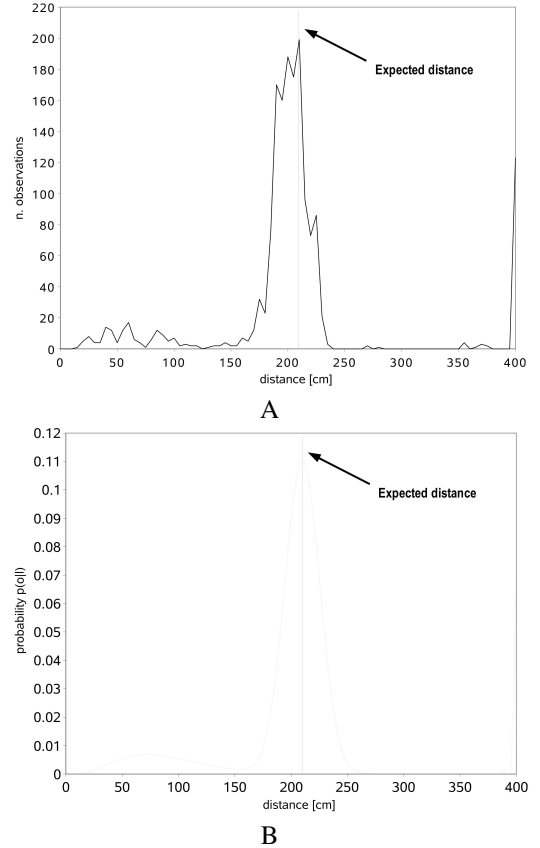 220
200
180
160
140
120
100
80
60
40
20
0
n. observations
Expected distance
0 50 100 150 200 250 300 350 400
distance [cm]
A
0.12
0.11
0.1
0.09
0.08
0.07
0.06
0.05
0.04
0.03
0.02
0.01
0
probability p(o|l)
Expected distance
0 50 100 150 200 250 300 350 400
distance [cm]
B